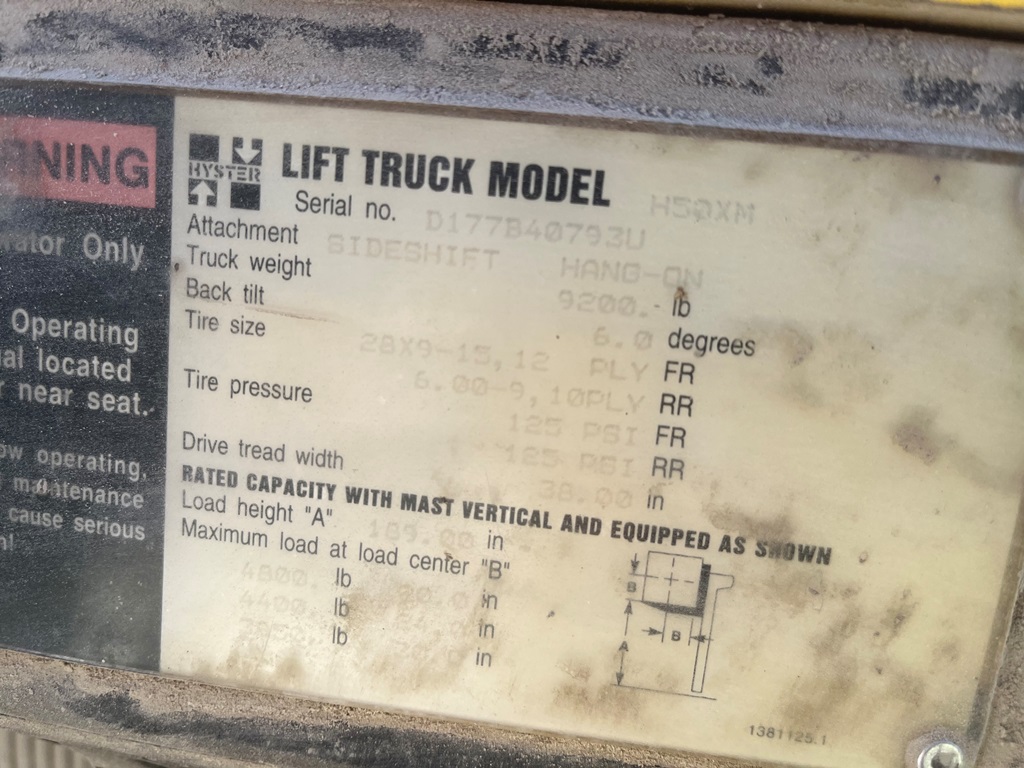 NING
Only
Operating
located
near seat.
operating,
cause serious
HYSTER
LIFT TRUCK MODEL H50XM
Serial no. D177B40793U
Attachment SIDESHIFT HANG-ON
Truck weight 9200. lb
Back tilt 6.0 degrees
Tire size 28X9-15,12 PLY FR
6.00-9,10PLY RR
Tire pressure 125 PSI FR
125 PSI RR
Drive tread width 38.00 in
RATED CAPACITY WITH MAST VERTICAL AND EQUIPPED AS SHOWN
Load height "A" 189.00 in
Maximum load at load center "B"
4800. lb 20.0 in
4400. lb in
lb in
B
B
A
1381125.1